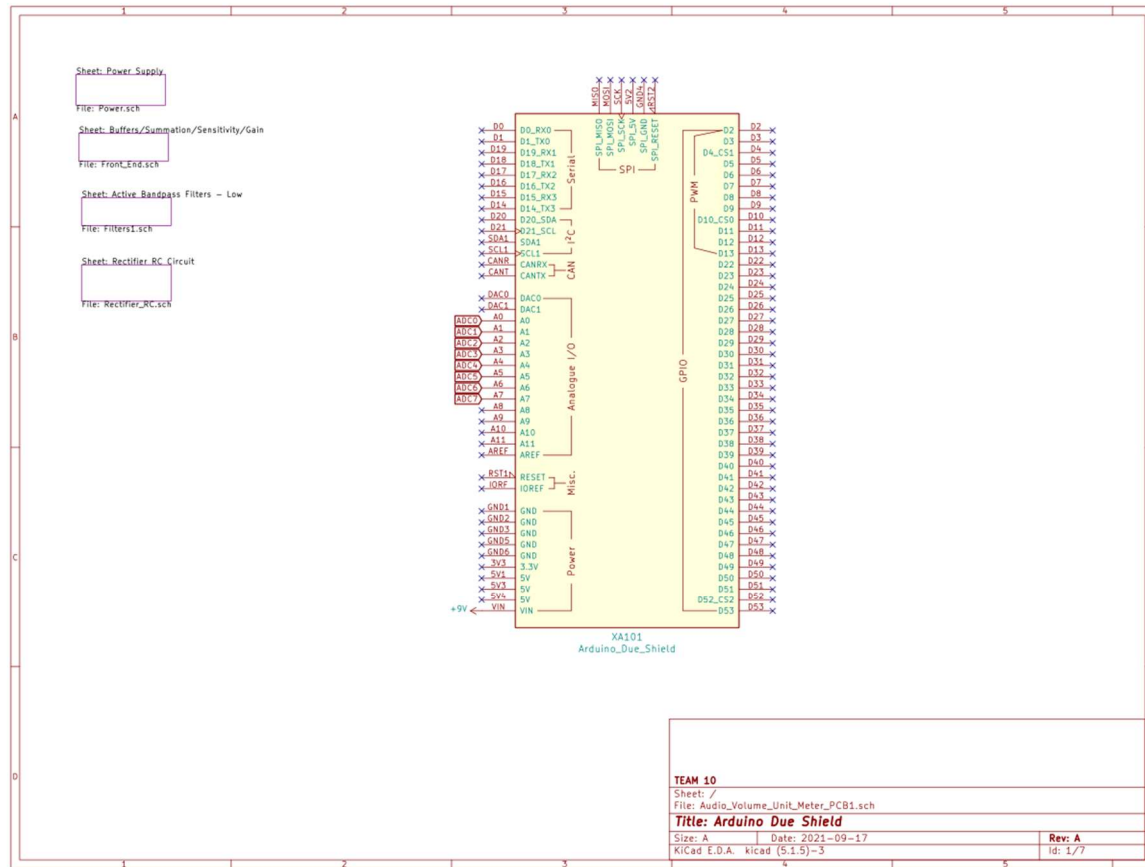 1 2 3 4 5
A
B
C
D
Sheet: Power Supply
File: Power.sch
Sheet: Buffers/Summation/Sensitivity/Gain
File: Front_End.sch
Sheet: Active Bandpass Filters - Low
File: Filters1.sch
Sheet: Rectifier RC Circuit
File: Rectifier_RC.sch
MISO MOSI SCK 5V2 GND4 RST2
SPI_MISO SPI_MOSI SPI_SCK SPI_5V SPI_GND SPI_RESET
SPI
D0 D0_RX0
D1 D1_TX0
D19 D19_RX1
D18 D18_TX1
D17 D17_RX2
D16 D16_TX2
D15 D15_RX3
D14 D14_TX3
Serial
D20 D20_SDA
D21 D21_SCL
SDA1 SDA1
SCL1 SCL1
I²C
CANR CANRX
CANT CANTX
CAN
DAC0 DAC0
DAC1 DAC1
ADC0 A0 A0
ADC1 A1 A1
ADC2 A2 A2
ADC3 A3 A3
ADC4 A4 A4
ADC5 A5 A5
ADC6 A6 A6
ADC7 A7 A7
A8 A8
A9 A9
A10 A10
A11 A11
AREF AREF
Analogue I/O
RST1 RESET
IORF IOREF
Misc.
GND1 GND
GND2 GND
GND3 GND
GND5 GND
GND6 GND
3V3 3.3V
5V1 5V
5V3 5V
5V4 5V
+9V VIN VIN
Power
D2 D2
D3 D3
D4_CS1 D4
D5 D5
D6 D6
D7 D7
D8 D8
D9 D9
D10_CS0 D10
D11 D11
D12 D12
D13 D13
PWM
D22 D22
D23 D23
D24 D24
D25 D25
D26 D26
D27 D27
D28 D28
D29 D29
D30 D30
D31 D31
D32 D32
D33 D33
D34 D34
D35 D35
D36 D36
D37 D37
D38 D38
D39 D39
D40 D40
D41 D41
D42 D42
D43 D43
D44 D44
D45 D45
D46 D46
D47 D47
D48 D48
D49 D49
D50 D50
D51 D51
D52_CS2 D52
D53 D53
GPIO
XA101
Arduino_Due_Shield
TEAM 10
Sheet: /
File: Audio_Volume_Unit_Meter_PCB1.sch
Title: Arduino Due Shield
Size: A Date: 2021-09-17 Rev: A
KiCad E.D.A. kicad (5.1.5)-3 Id: 1/7
1 2 3 4 5